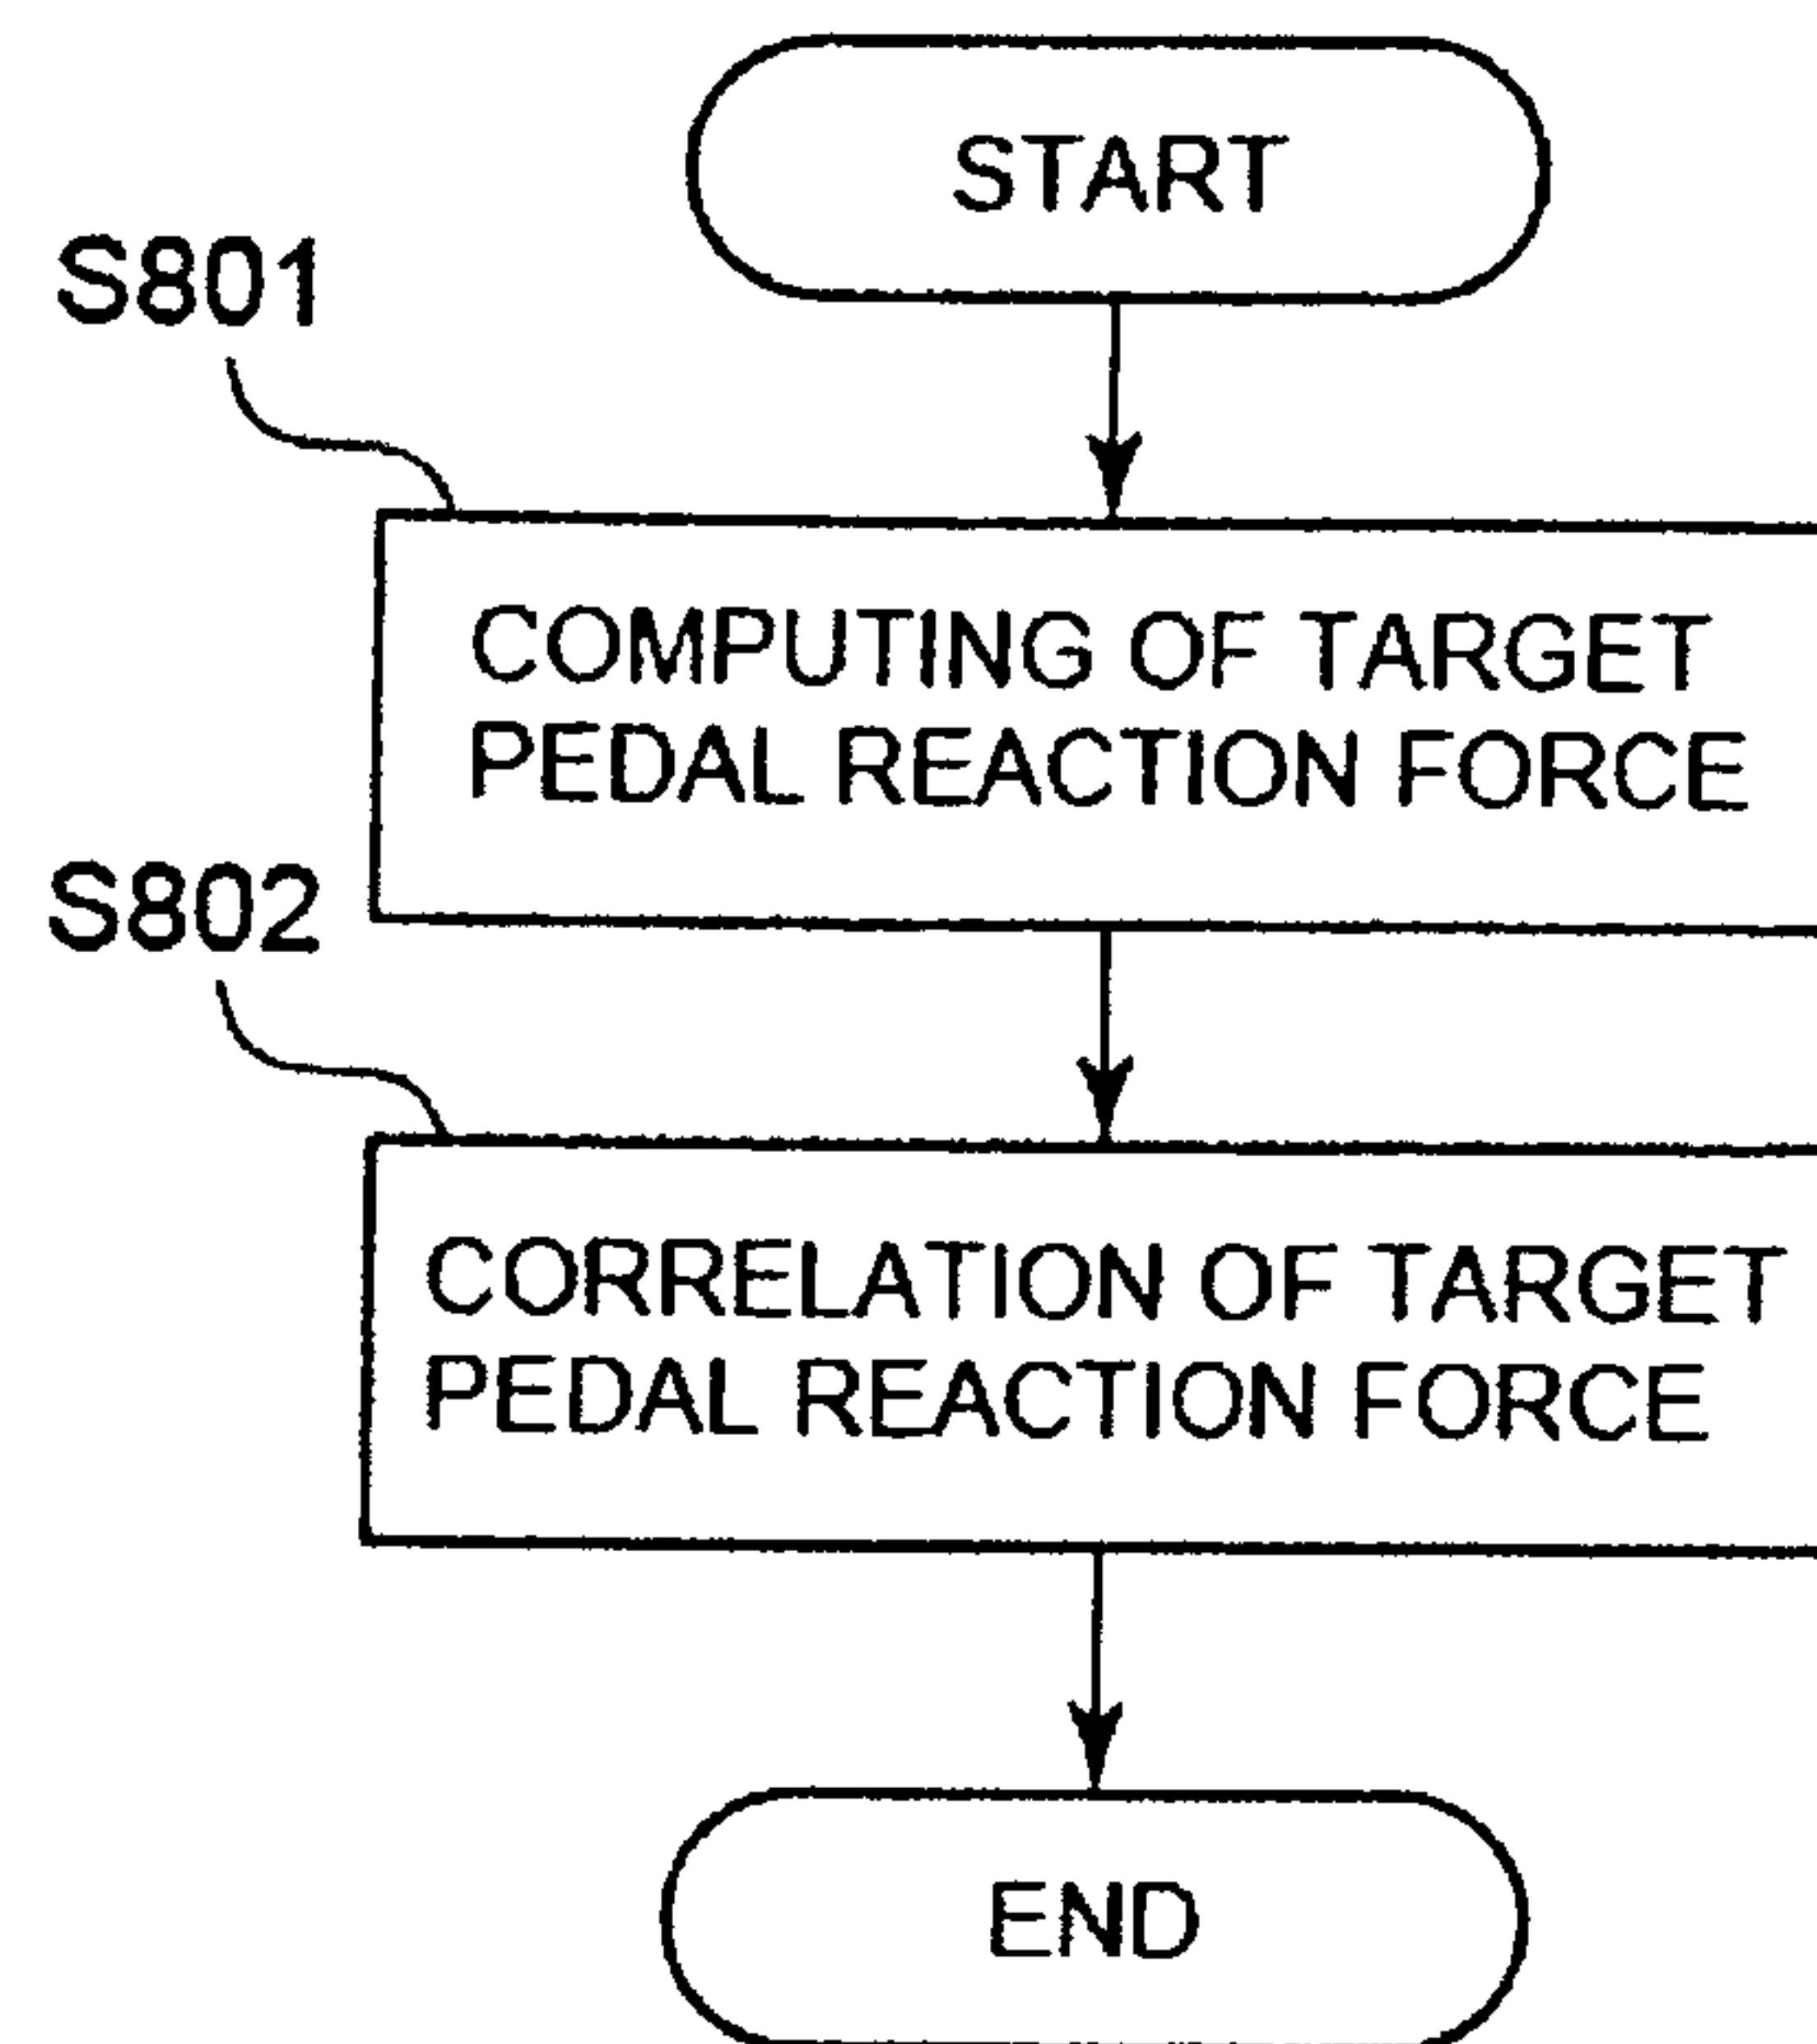 START
S801
COMPUTING OF TARGET
PEDAL REACTION FORCE
S802
CORRELATION OF TARGET
PEDAL REACTION FORCE
END